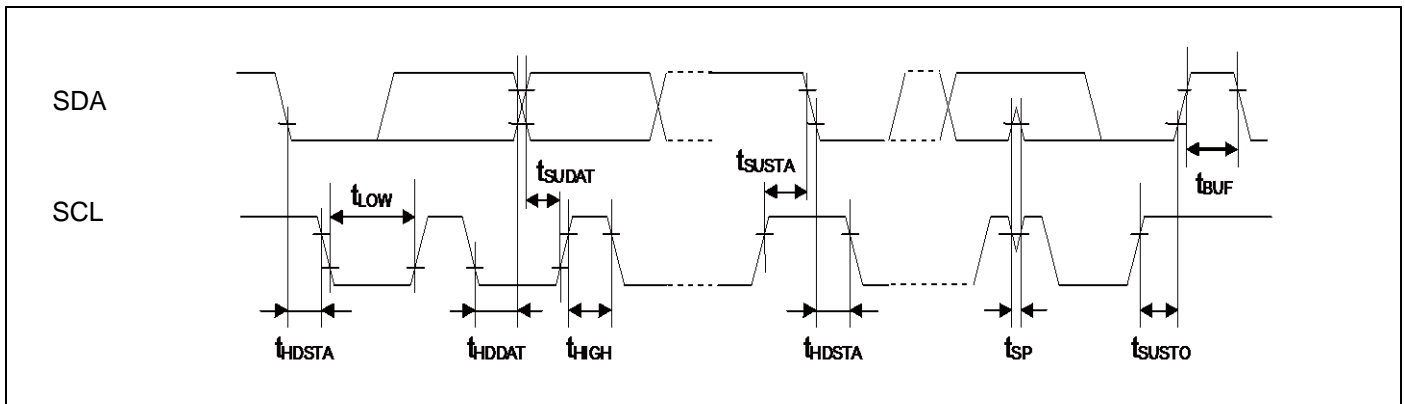 SDA
tSUDAT
tSUSTA
tBUF
tLOW
SCL
tHDSTA
tHDDAT
tHIGH
tHDSTA
tSP
tSUSTO